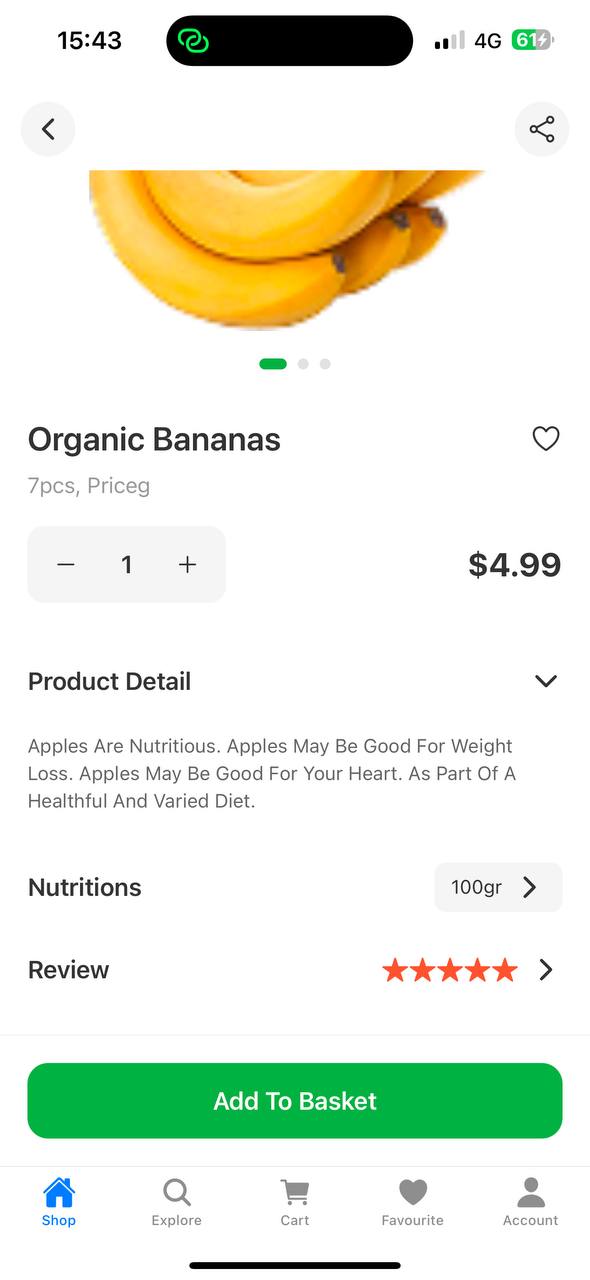 15:43
4G 61
Organic Bananas
7pcs, Priceg
1
$4.99
Product Detail
Apples Are Nutritious. Apples May Be Good For Weight
Loss. Apples May Be Good For Your Heart. As Part Of A
Healthful And Varied Diet.
Nutritions
100gr
Review
Add To Basket
Shop
Explore
Cart
Favourite
Account